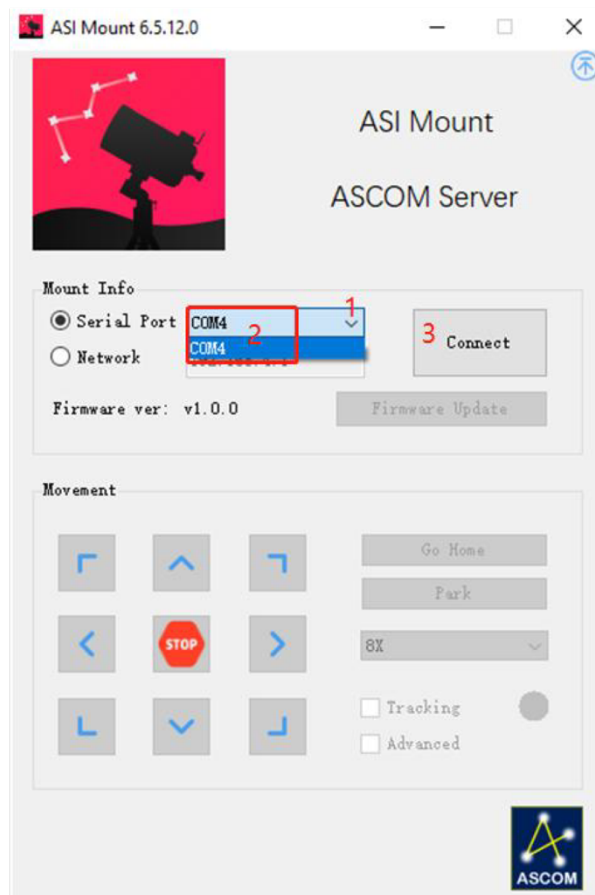 ASI Mount 6.5.12.0
ASI Mount
ASCOM Server
Mount Info
Serial Port COM4 1
COM4 2
3 Connect
Network
Firmware ver: v1.0.0 Firmware Update
Movement
Go Home
Park
STOP 8X
Tracking
Advanced
ASCOM